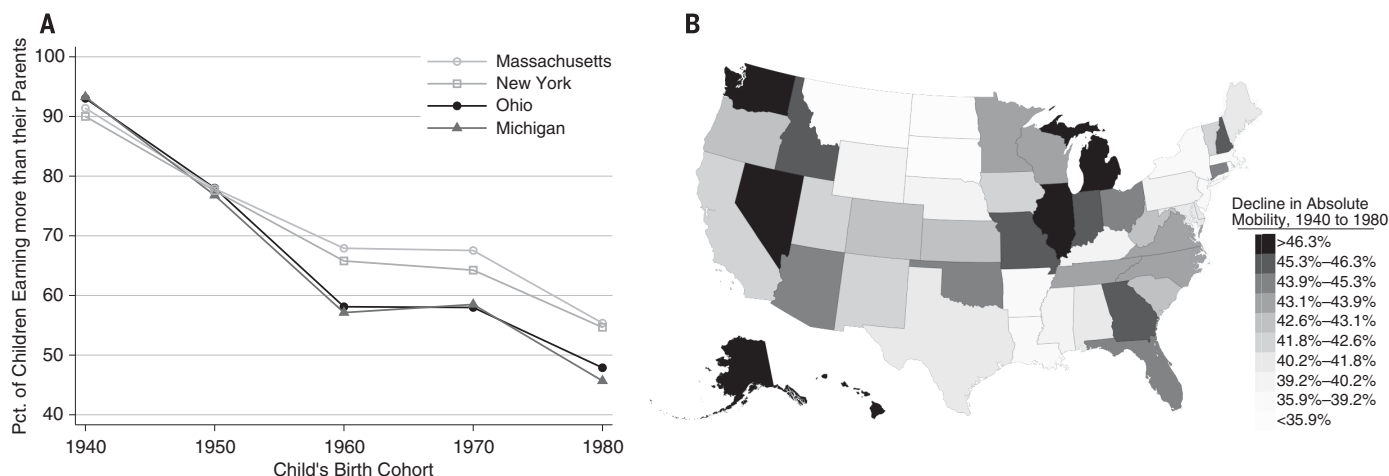 A
Pct. of Children Earning more than their Parents
100
90
80
70
60
50
40
1940
1950
1960
1970
1980
Child's Birth Cohort
Massachusetts
New York
Ohio
Michigan
B
Decline in Absolute
Mobility, 1940 to 1980
>46.3%
45.3%–46.3%
43.9%–45.3%
43.1%–43.9%
42.6%–43.1%
41.8%–42.6%
40.2%–41.8%
39.2%–40.2%
35.9%–39.2%
<35.9%